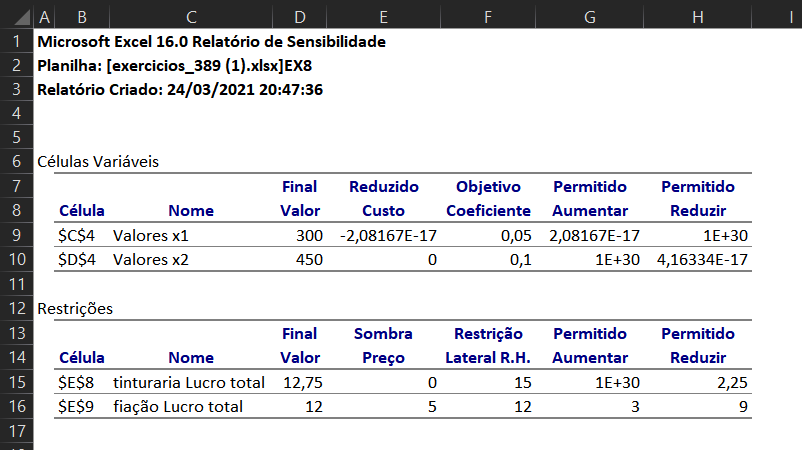 A B C D E F G H I
1 Microsoft Excel 16.0 Relatório de Sensibilidade
2 Planilha: [exercicios_389 (1).xlsx]EX8
3 Relatório Criado: 24/03/2021 20:47:36
4
5
6 Células Variáveis
7 Final Reduzido Objetivo Permitido Permitido
8 Célula Nome Valor Custo Coeficiente Aumentar Reduzir
9 $C$4 Valores x1 300 -2,08167E-17 0,05 2,08167E-17 1E+30
10 $D$4 Valores x2 450 0 0,1 1E+30 4,16334E-17
11
12 Restrições
13 Final Sombra Restrição Permitido Permitido
14 Célula Nome Valor Preço Lateral R.H. Aumentar Reduzir
15 $E$8 tinturaria Lucro total 12,75 0 15 1E+30 2,25
16 $E$9 fiação Lucro total 12 5 12 3 9
17